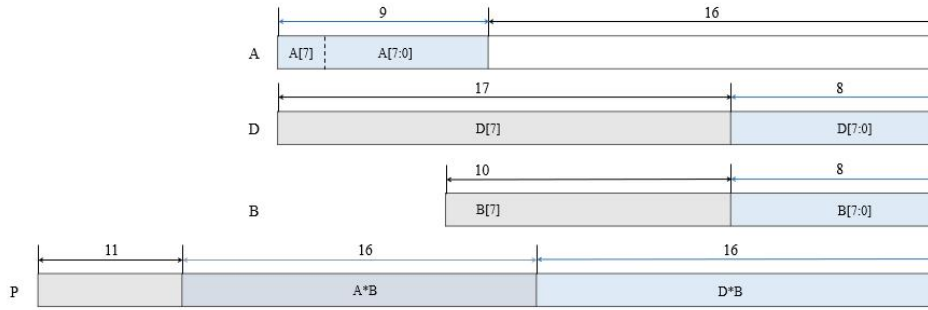 9 16
A A[7] A[7:0]
17 8
D D[7] D[7:0]
10 8
B B[7] B[7:0]
11 16 16
P A*B D*B